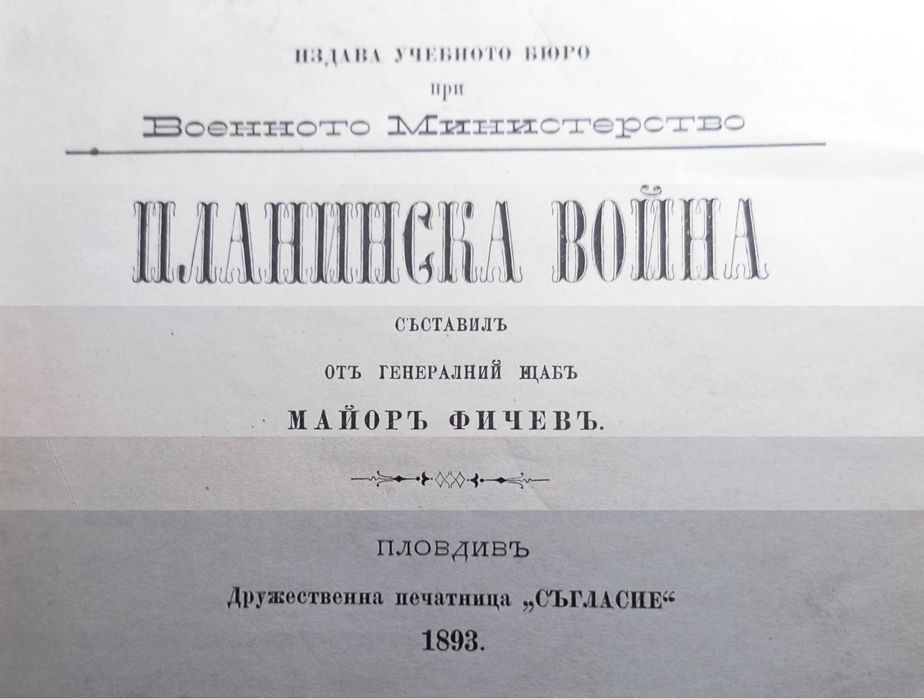 ИЗДАВА УЧЕБНОТО БЮРО
при
Военното Министерство
ПЛАНИНСКА ВОЙНА
СЪСТАВИЛЪ
ОТЪ ГЕНЕРАЛНИЙ ЩАБЪ
МАЙОРЪ ФИЧЕВЪ.
ПЛОВДИВЪ
Дружественна печатница „СЪГЛАСИЕ“
1893.